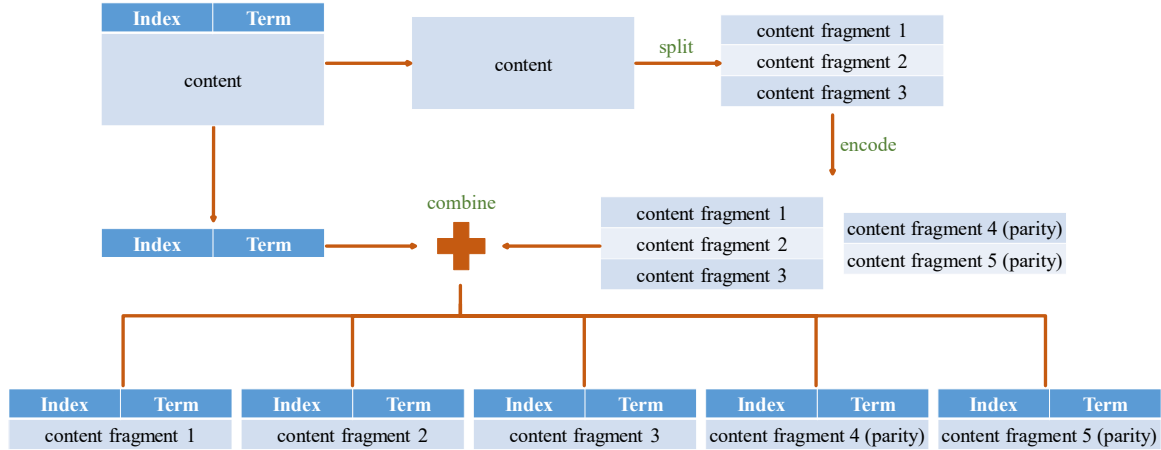 Index Term
content
content
split
content fragment 1
content fragment 2
content fragment 3
encode
Index Term
combine
content fragment 1
content fragment 2
content fragment 3
content fragment 4 (parity)
content fragment 5 (parity)
Index Term
content fragment 1
Index Term
content fragment 2
Index Term
content fragment 3
Index Term
content fragment 4 (parity)
Index Term
content fragment 5 (parity)